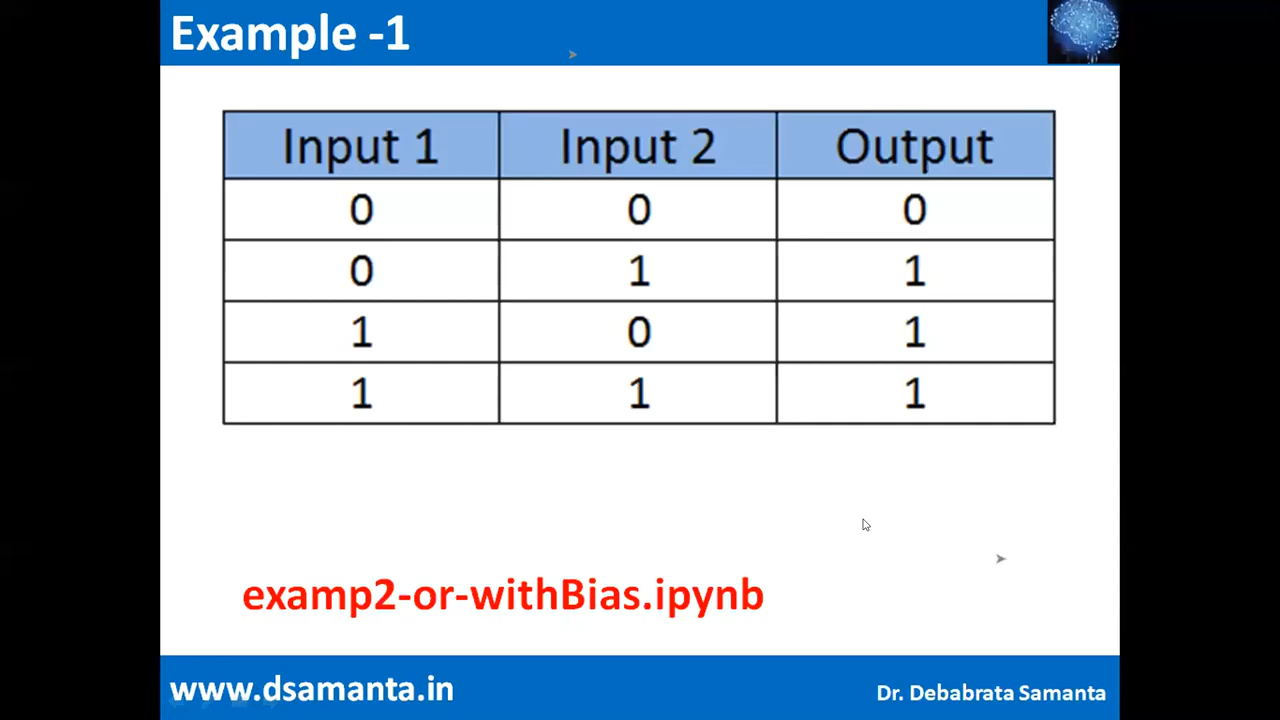 Example -1
Input 1 Input 2 Output
0 0 0
0 1 1
1 0 1
1 1 1
examp2-or-withBias.ipynb
www.dsamanta.in Dr. Debabrata Samanta